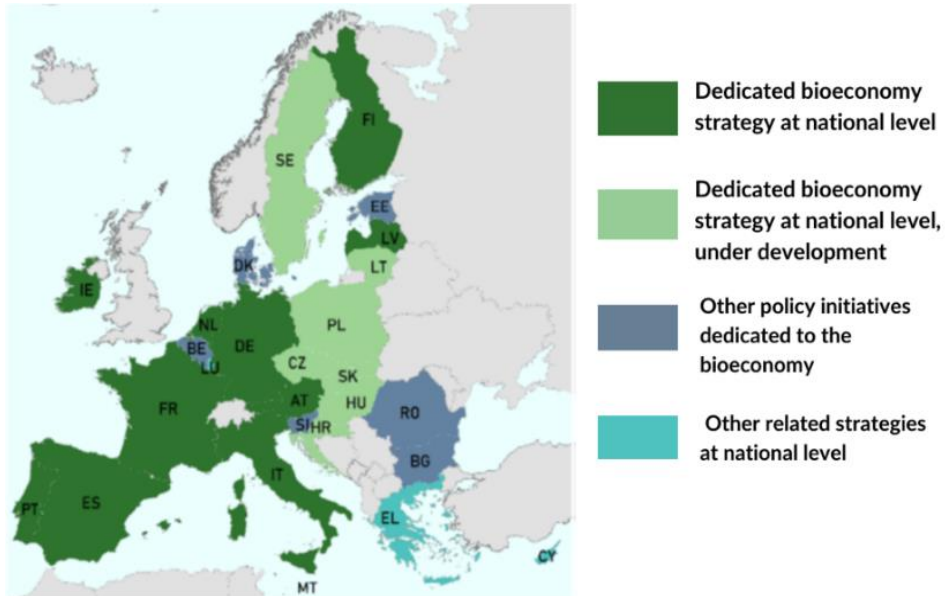 FI
SE
EE
LV
DK
LT
IE
NL
PL
BE
DE
LU
CZ
SK
FR
AT
HU
RO
SI
HR
BG
IT
PT
ES
EL
CY
MT
Dedicated bioeconomy
strategy at national level
Dedicated bioeconomy
strategy at national level,
under development
Other policy initiatives
dedicated to the
bioeconomy
Other related strategies
at national level